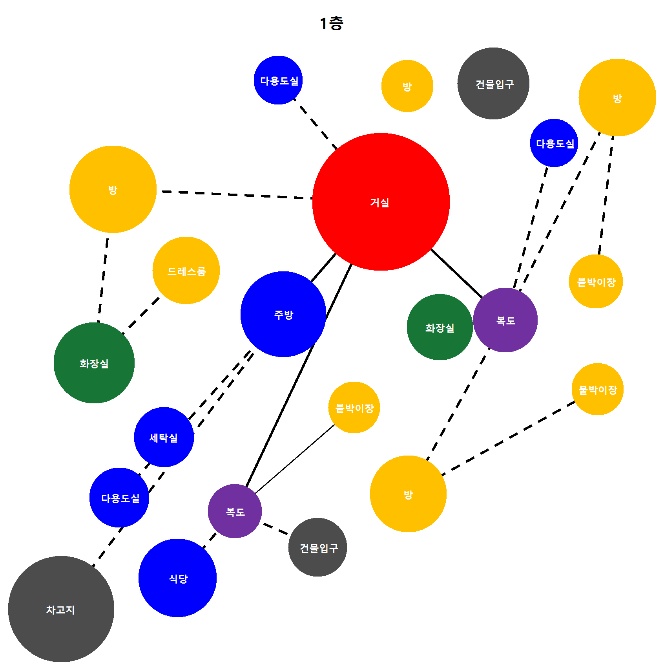 1층
다용도실
방
건물입구
방
다용도실
방
거실
드레스룸
붙박이장
주방
화장실
복도
화장실
붙박이장
붙박이장
세탁실
방
다용도실
복도
건물입구
식당
차고지